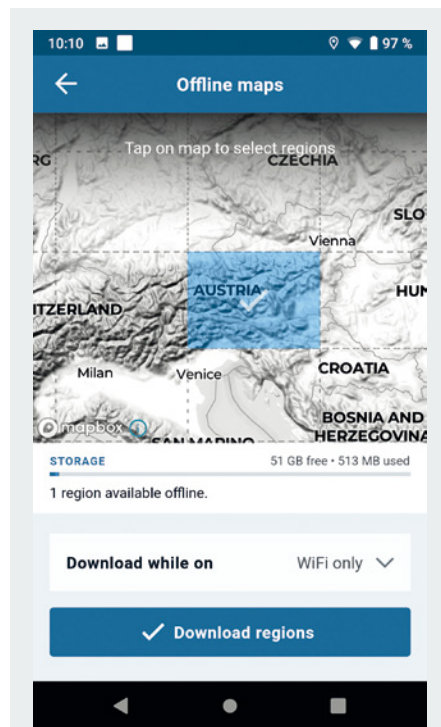 10:10
97 %
Offline maps
Tap on map to select regions
RG
CZECHIA
SLO
Vienna
AUSTRIA
ITZERLAND
HUN
Milan
Venice
CROATIA
mapbox
BOSNIA AND
HERZEGOVINA
SAN MARINO
STORAGE
51 GB free • 513 MB used
1 region available offline.
Download while on
WiFi only
Download regions